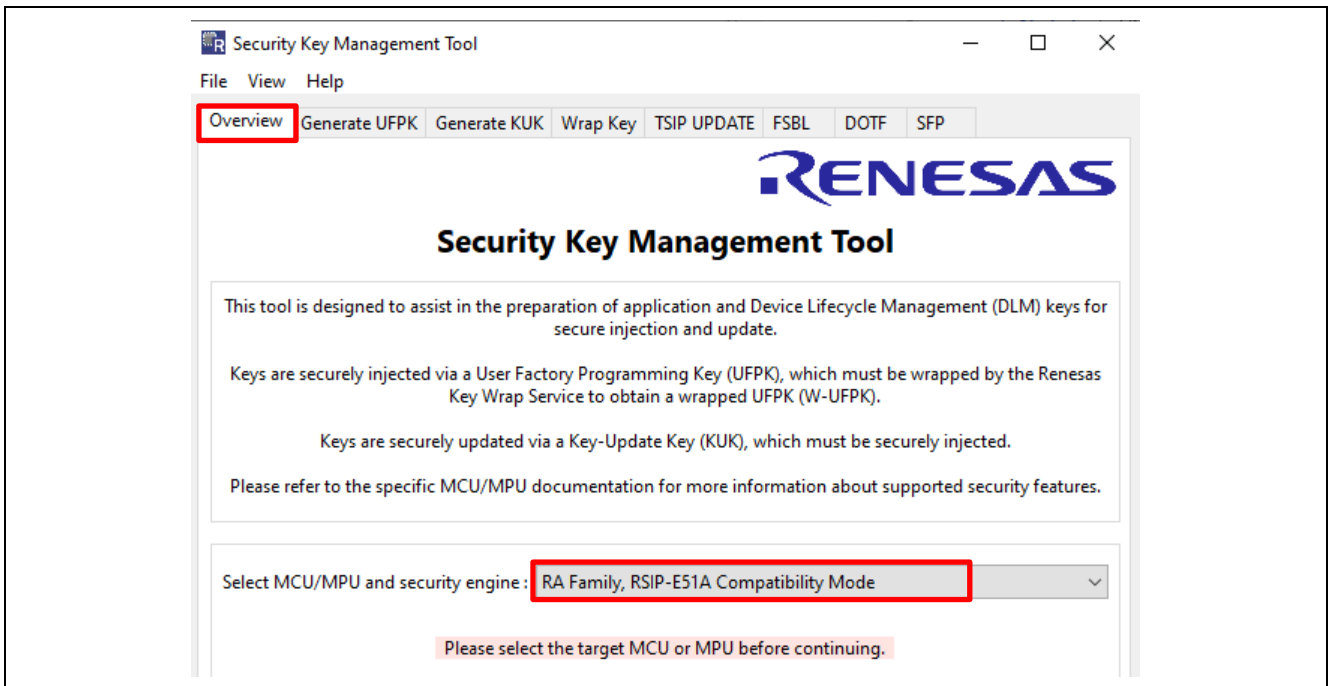 Security Key Management Tool
File View Help
Overview Generate UFPK Generate KUK Wrap Key TSIP UPDATE FSBL DOTF SFP
RENESAS
Security Key Management Tool
This tool is designed to assist in the preparation of application and Device Lifecycle Management (DLM) keys for
secure injection and update.
Keys are securely injected via a User Factory Programming Key (UFPK), which must be wrapped by the Renesas
Key Wrap Service to obtain a wrapped UFPK (W-UFPK).
Keys are securely updated via a Key-Update Key (KUK), which must be securely injected.
Please refer to the specific MCU/MPU documentation for more information about supported security features.
Select MCU/MPU and security engine : RA Family, RSIP-E51A Compatibility Mode
Please select the target MCU or MPU before continuing.